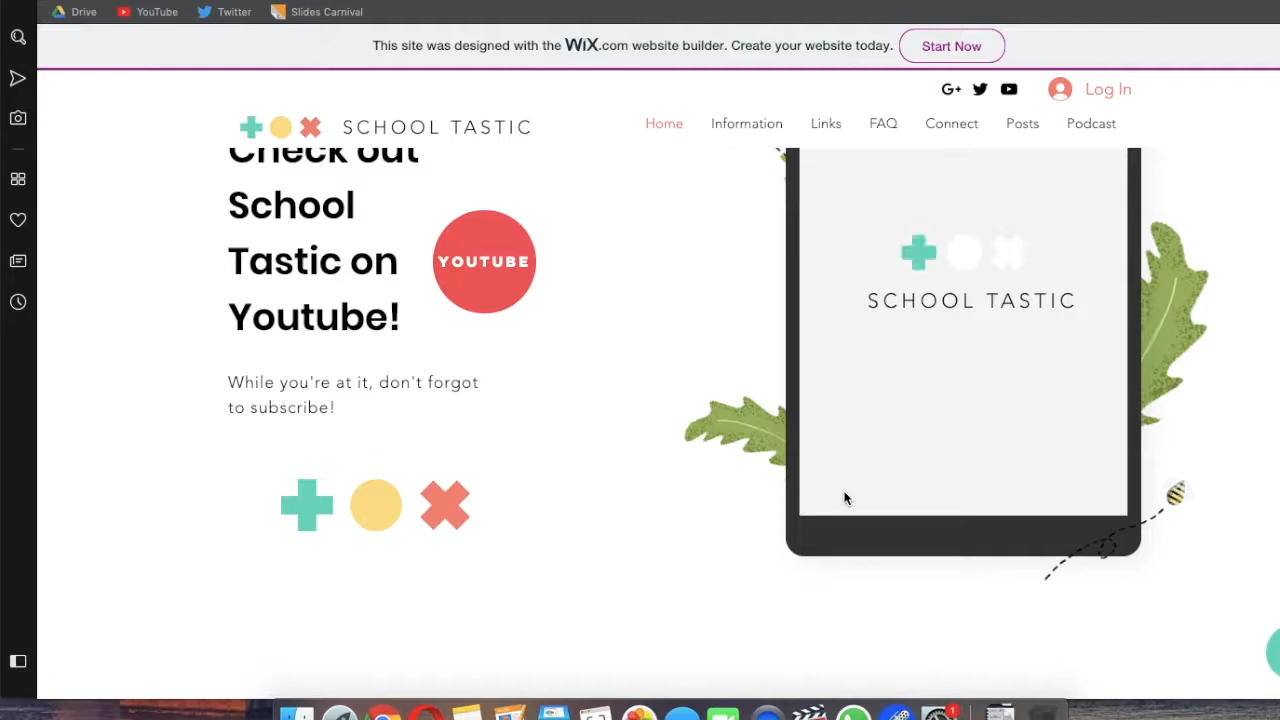 Drive YouTube Twitter Slides Carnival
This site was designed with the WiX.com website builder. Create your website today. Start Now
G+ Log In
SCHOOL TASTIC Home Information Links FAQ Connect Posts Podcast
Check out
School
Tastic on
Youtube!
YOUTUBE
While you're at it, don't forgot
to subscribe!
SCHOOL TASTIC
1